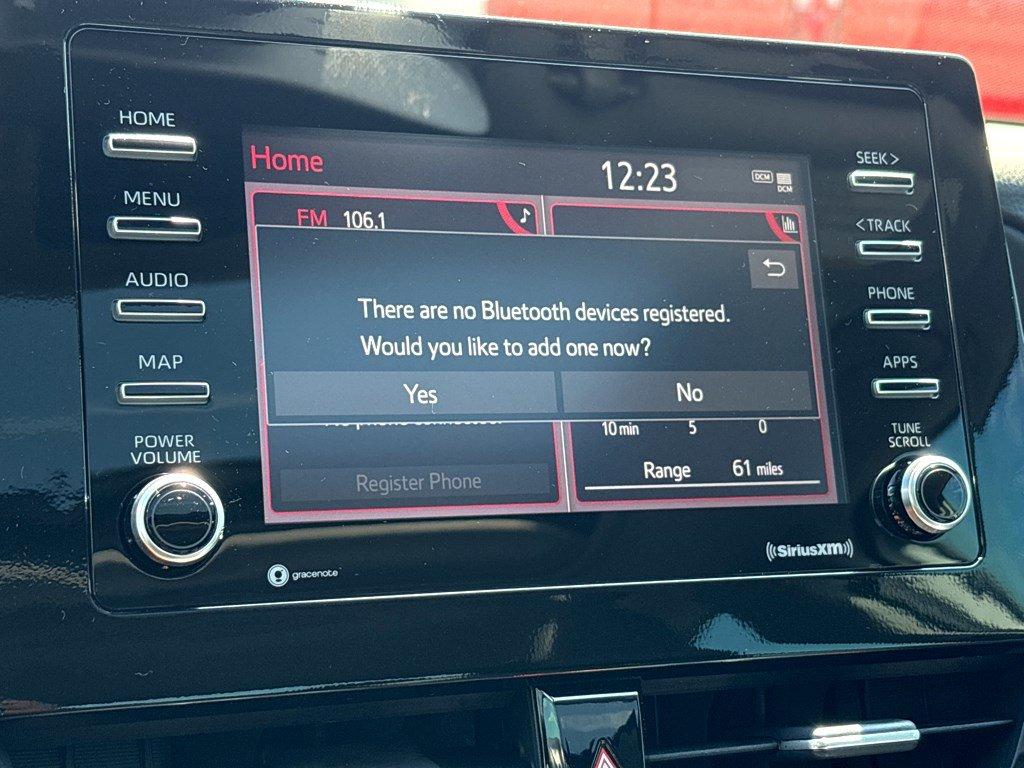 HOME
MENU
AUDIO
MAP
POWER
VOLUME
Home
12:23
DCM
DCM
FM 106.1
There are no Bluetooth devices registered.
Would you like to add one now?
Yes
No
10 min 5 0
Register Phone
Range 61 miles
SEEK >
< TRACK
PHONE
APPS
TUNE
SCROLL
gracenote
((SiriusXM))